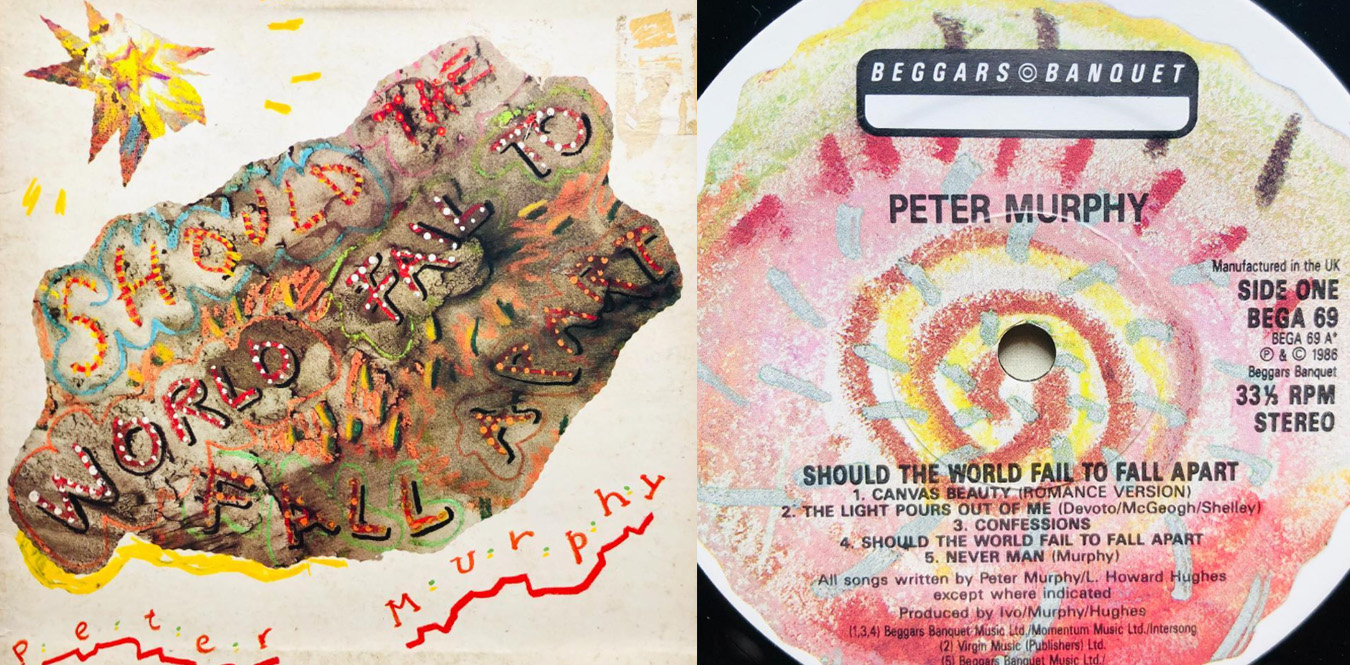 SHOULD THE
WORLD FAIL TO
FALL APART
P.e.t.e.r
M.u.r.p.h.y
BEGGARS © BANQUET
PETER MURPHY
Manufactured in the UK
SIDE ONE
BEGA 69
BEGA 69 A*
℗ & © 1986
Beggars Banquet
33⅓ RPM
STEREO
SHOULD THE WORLD FAIL TO FALL APART
1. CANVAS BEAUTY (ROMANCE VERSION)
2. THE LIGHT POURS OUT OF ME (Devoto/McGeogh/Shelley)
3. CONFESSIONS
4. SHOULD THE WORLD FAIL TO FALL APART
5. NEVER MAN (Murphy)
All songs written by Peter Murphy/L. Howard Hughes
except where indicated
Produced by Ivo/Murphy/Hughes
(1,3,4) Beggars Banquet Music Ltd./Momentum Music Ltd./Intersong
(2) Virgin Music (Publishers) Ltd.
(5) Beggars Banquet Music Ltd./